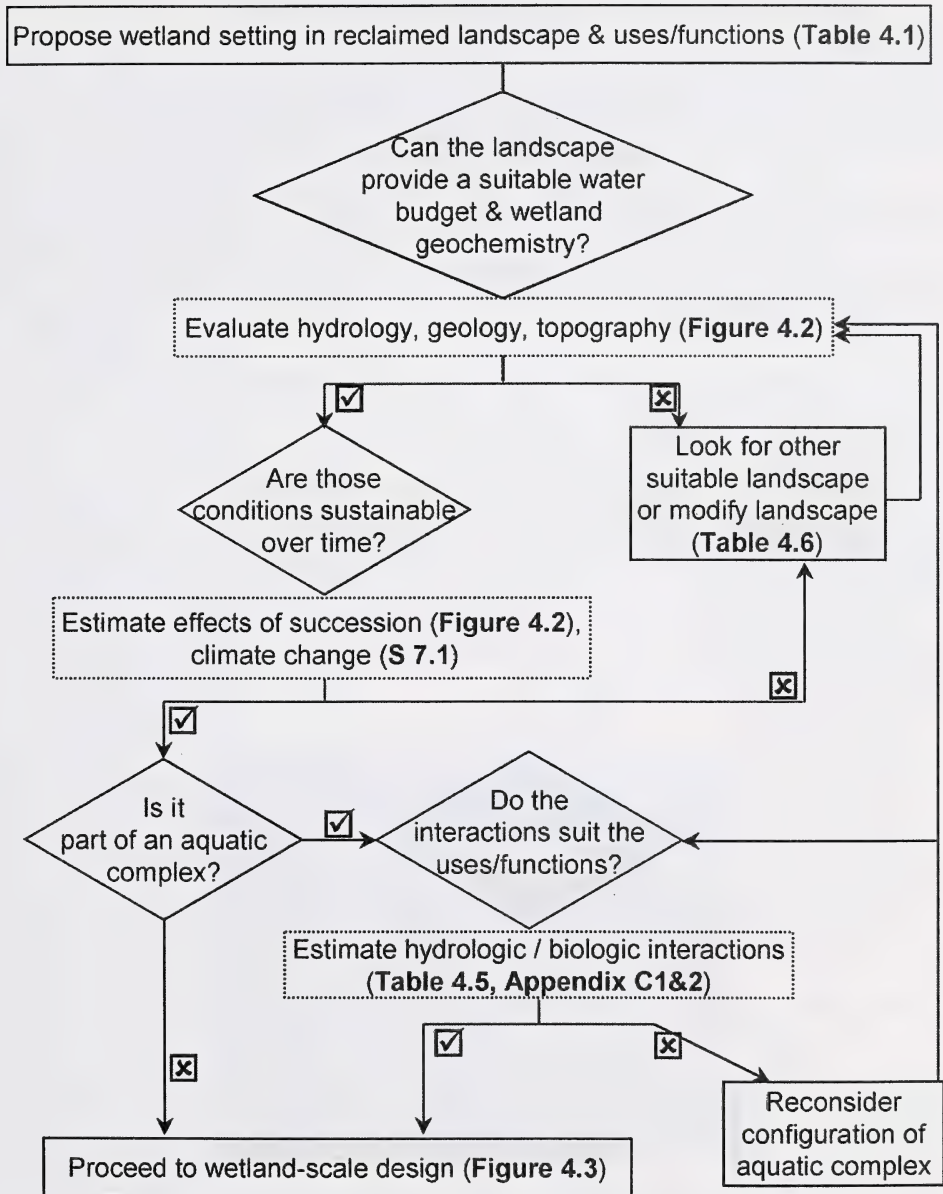 Propose wetland setting in reclaimed landscape & uses/functions (Table 4.1)
Can the landscape
provide a suitable water
budget & wetland
geochemistry?
Evaluate hydrology, geology, topography (Figure 4.2)
Are those
conditions sustainable
over time?
Look for other
suitable landscape
or modify landscape
(Table 4.6)
Estimate effects of succession (Figure 4.2),
climate change (S 7.1)
Is it
part of an aquatic
complex?
Do the
interactions suit the
uses/functions?
Estimate hydrologic / biologic interactions
(Table 4.5, Appendix C1&2)
Reconsider
configuration of
aquatic complex
Proceed to wetland-scale design (Figure 4.3)